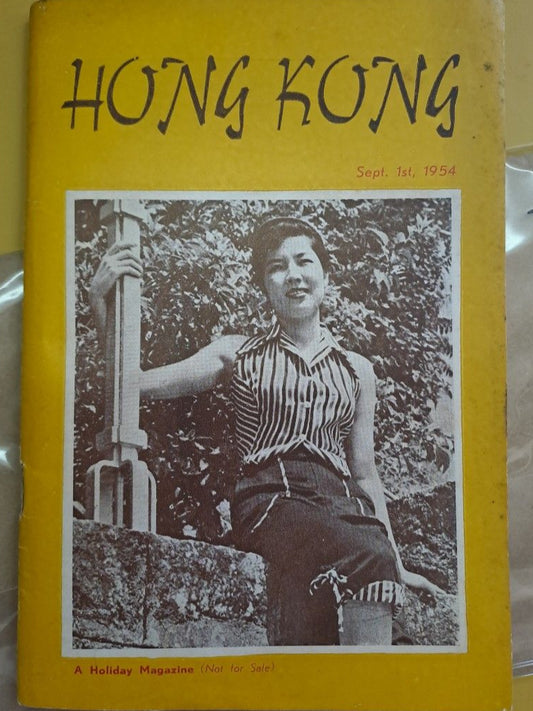 HONG KONG
Sept. 1st, 1954
A Holiday Magazine (Not for Sale)